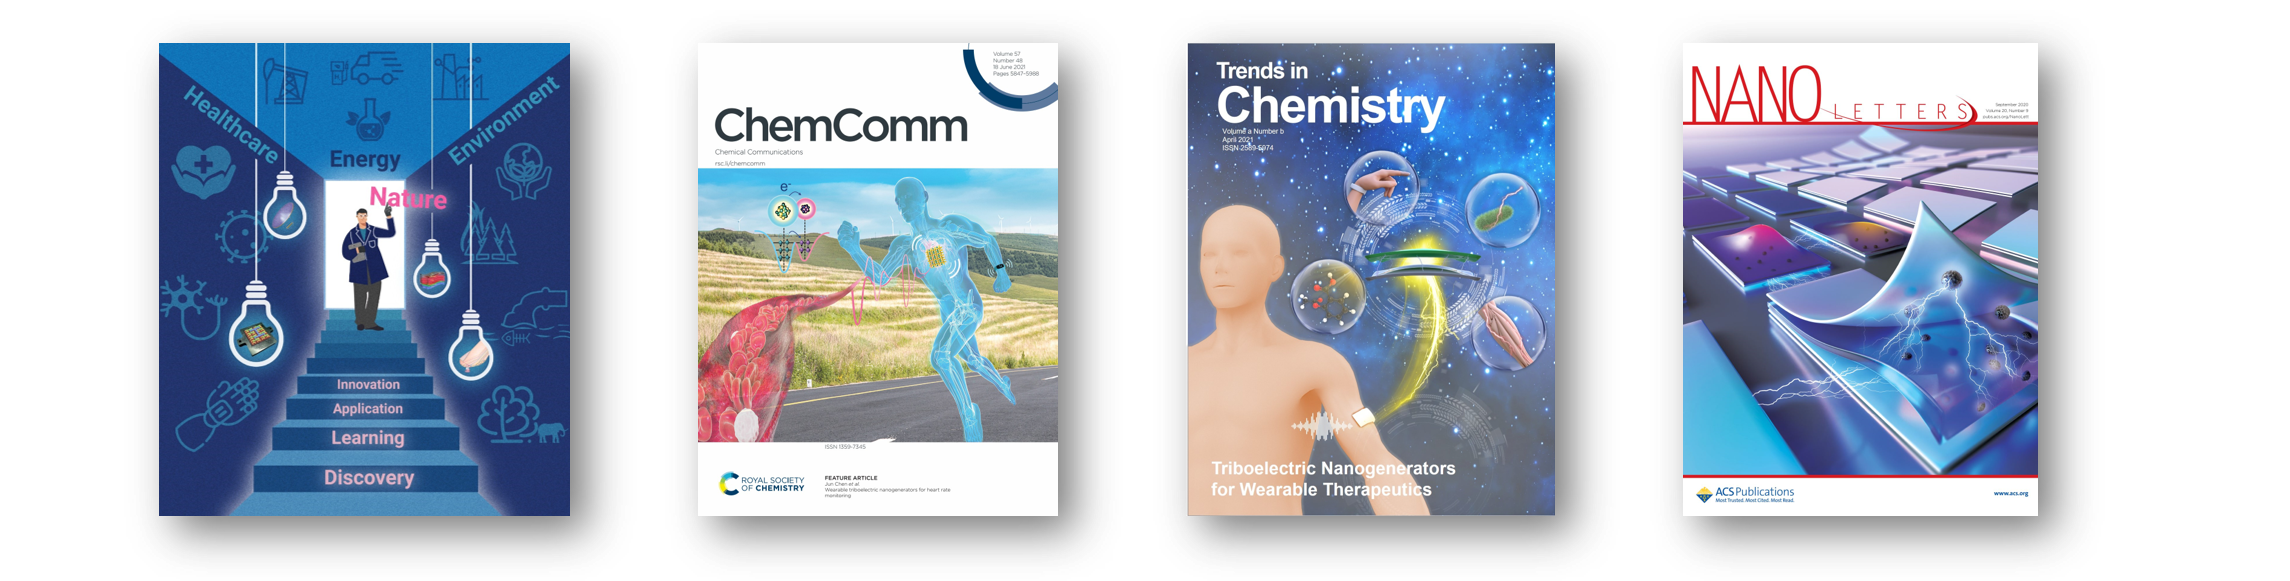 Healthcare
Energy
Environment
Nature
Innovation
Application
Learning
Discovery
Volume 57
Number 48
18 June 2021
Pages 5847–5988
ChemComm
Chemical Communications
rsc.li/chemcomm
e-
ISSN 1359-7345
ROYAL SOCIETY
OF CHEMISTRY
FEATURE ARTICLE
Jun Chen et al
Wearable triboelectric nanogenerators for heart rate
monitoring
Trends in
Chemistry
Volume a Number b
April 2021
ISSN 2589-5974
Triboelectric Nanogenerators
for Wearable Therapeutics
NANO LETTERS
September 2020
Volume 20, Number 9
pubs.acs.org/NanoLett
ACS Publications
Most Trusted. Most Cited. Most Read.
www.acs.org